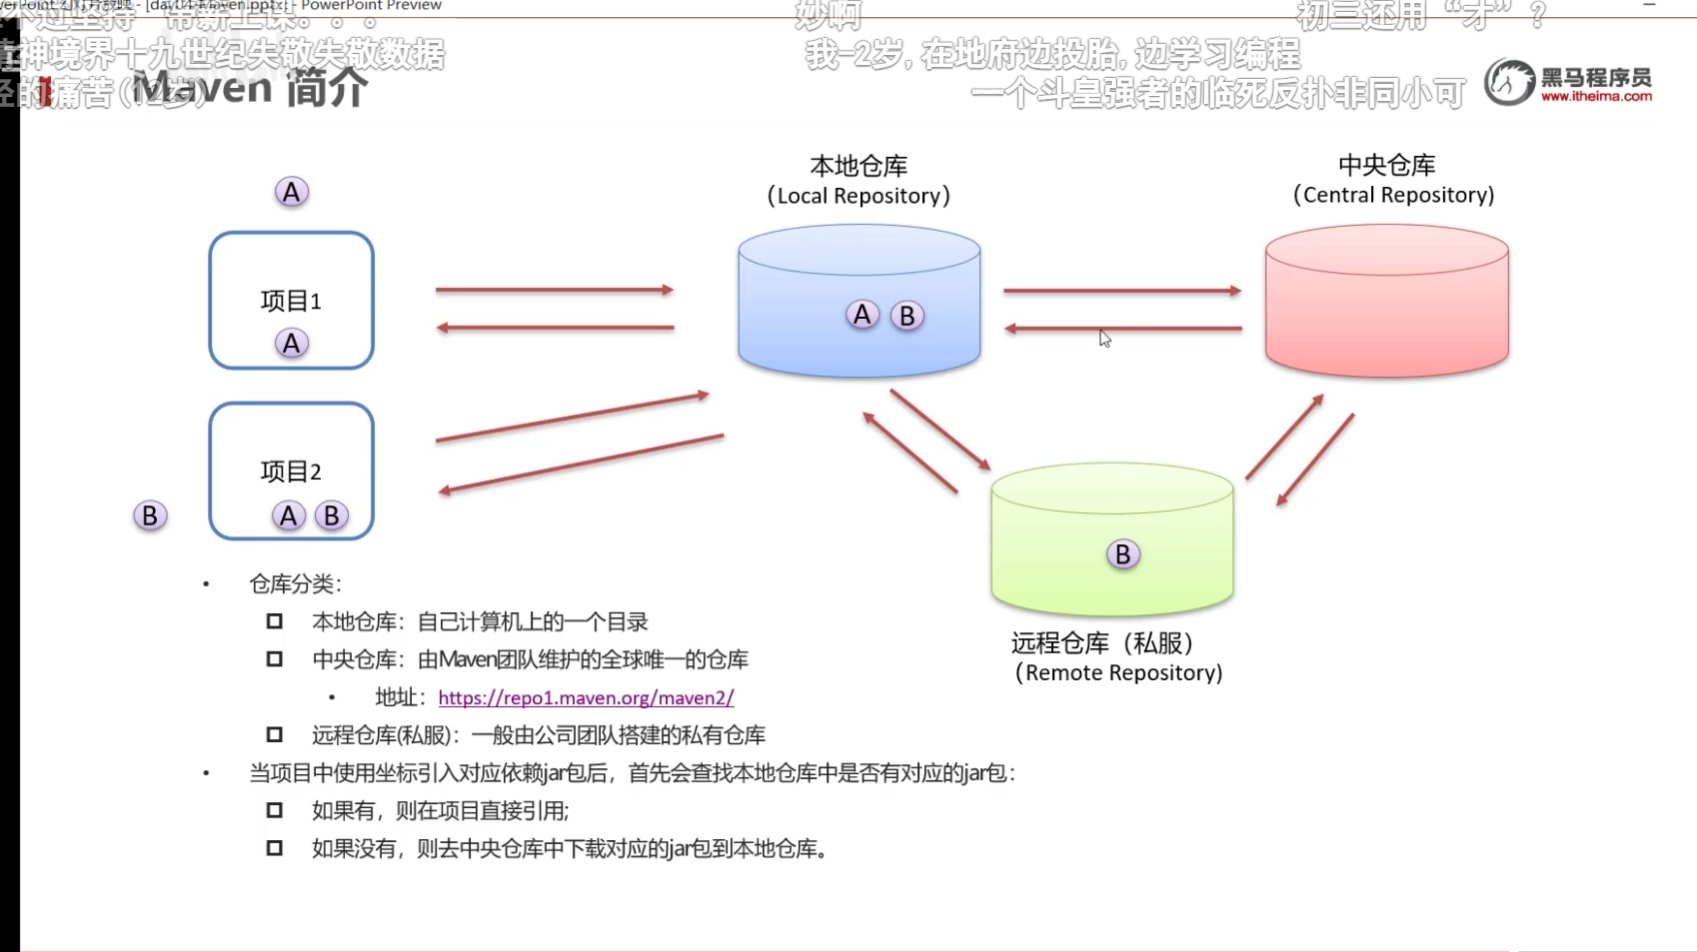 werPoint 幻灯片放映 - [day04-Maven.pptx] - PowerPoint Preview
不过坚持
带薪上课。。。
妙啊
初三还用“才”？
精神境界十九世纪失敬失敬数据
我-2岁，在地府边投胎，边学习编程
的痛苦（12岁）
一个斗皇强者的临死反扑非同小可
Maven 简介
黑马程序员
www.itheima.com
本地仓库
（Local Repository）
中央仓库
（Central Repository）
A
项目1
A
A B
项目2
A B
B
B
远程仓库（私服）
（Remote Repository）
• 仓库分类：
本地仓库：自己计算机上的一个目录
中央仓库：由Maven团队维护的全球唯一的仓库
• 地址：https://repo1.maven.org/maven2/
远程仓库(私服)：一般由公司团队搭建的私有仓库
• 当项目中使用坐标引入对应依赖jar包后，首先会查找本地仓库中是否有对应的jar包：
如果有，则在项目直接引用;
如果没有，则去中央仓库中下载对应的jar包到本地仓库。